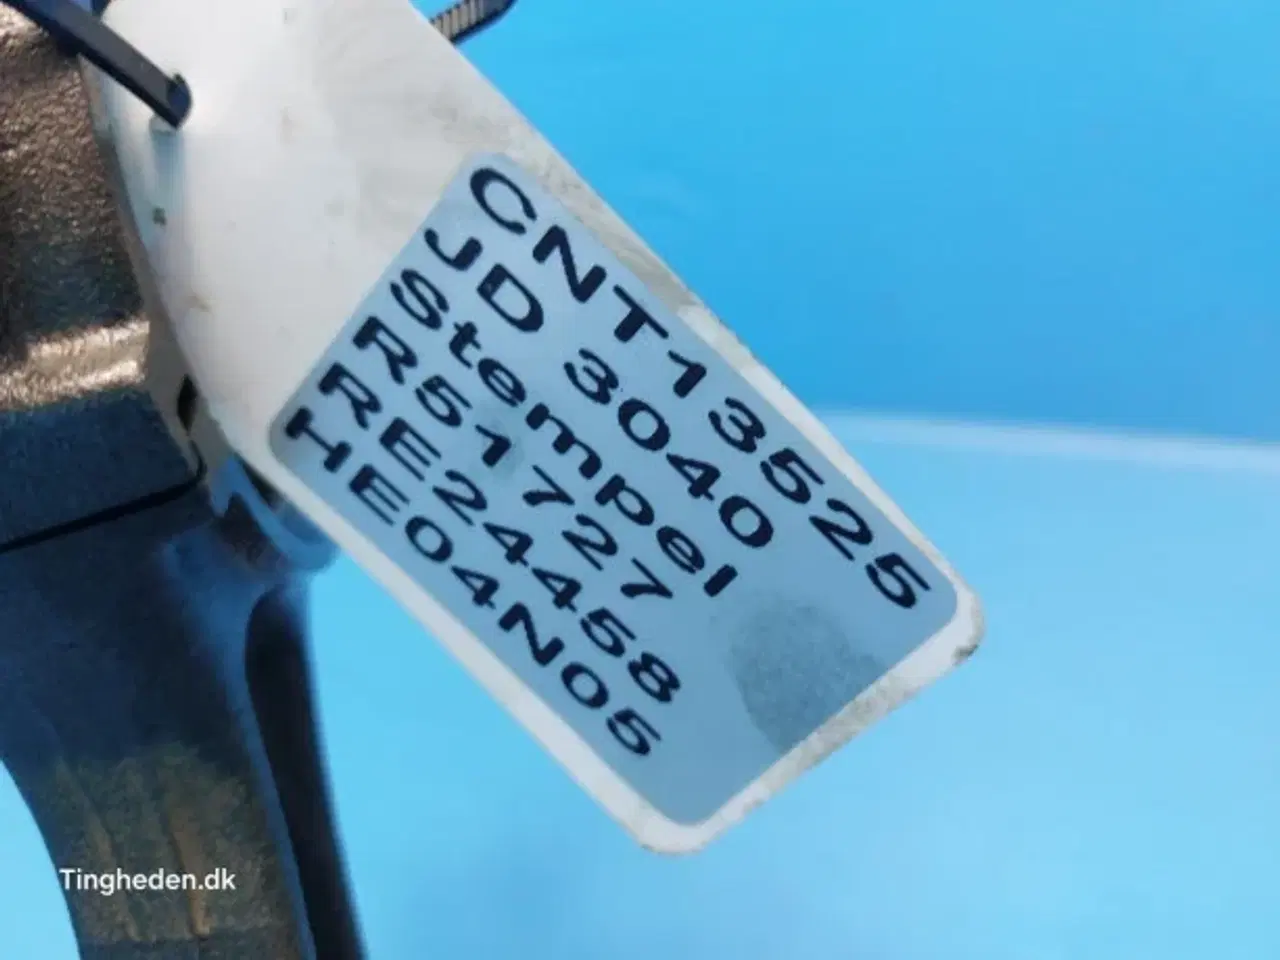 CNT13525
JD 3040
Stempel
R51727
RE24458
HE04N05
Tingheden.dk